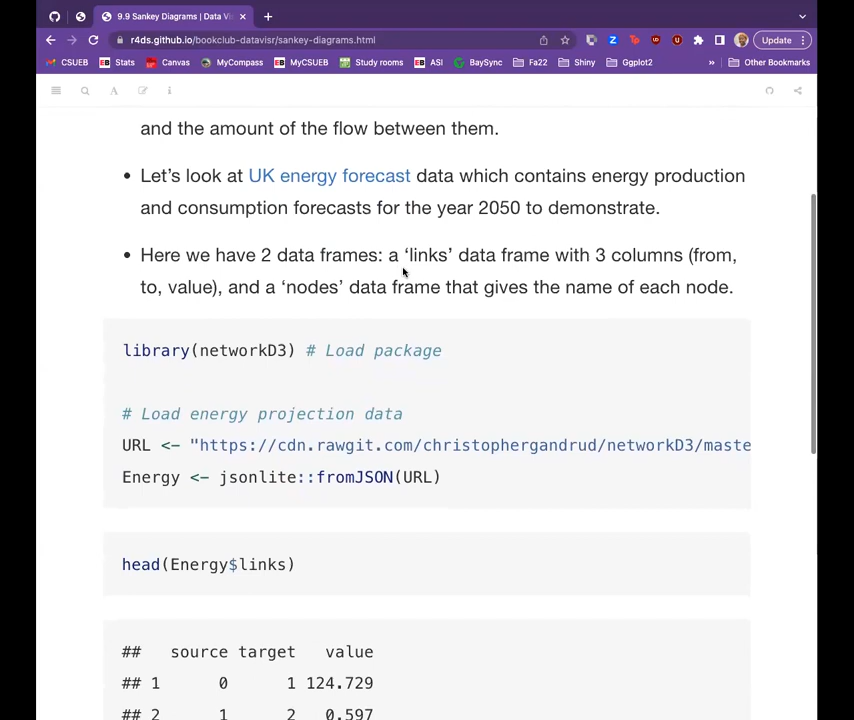 9.9 Sankey Diagrams | Data Vi
r4ds.github.io/bookclub-datavisr/sankey-diagrams.html
Update
CSUEB Stats Canvas MyCompass MyCSUEB Study rooms ASI BaySync Fa22 Shiny Ggplot2 » Other Bookmarks
and the amount of the flow between them.
• Let’s look at UK energy forecast data which contains energy production
and consumption forecasts for the year 2050 to demonstrate.
• Here we have 2 data frames: a ‘links’ data frame with 3 columns (from,
to, value), and a ‘nodes’ data frame that gives the name of each node.
library(networkD3) # Load package
# Load energy projection data
URL <- "https://cdn.rawgit.com/christophergandrud/networkD3/maste
Energy <- jsonlite::fromJSON(URL)
head(Energy$links)
## source target value
## 1 0 1 124.729
## 2 1 2 0.597